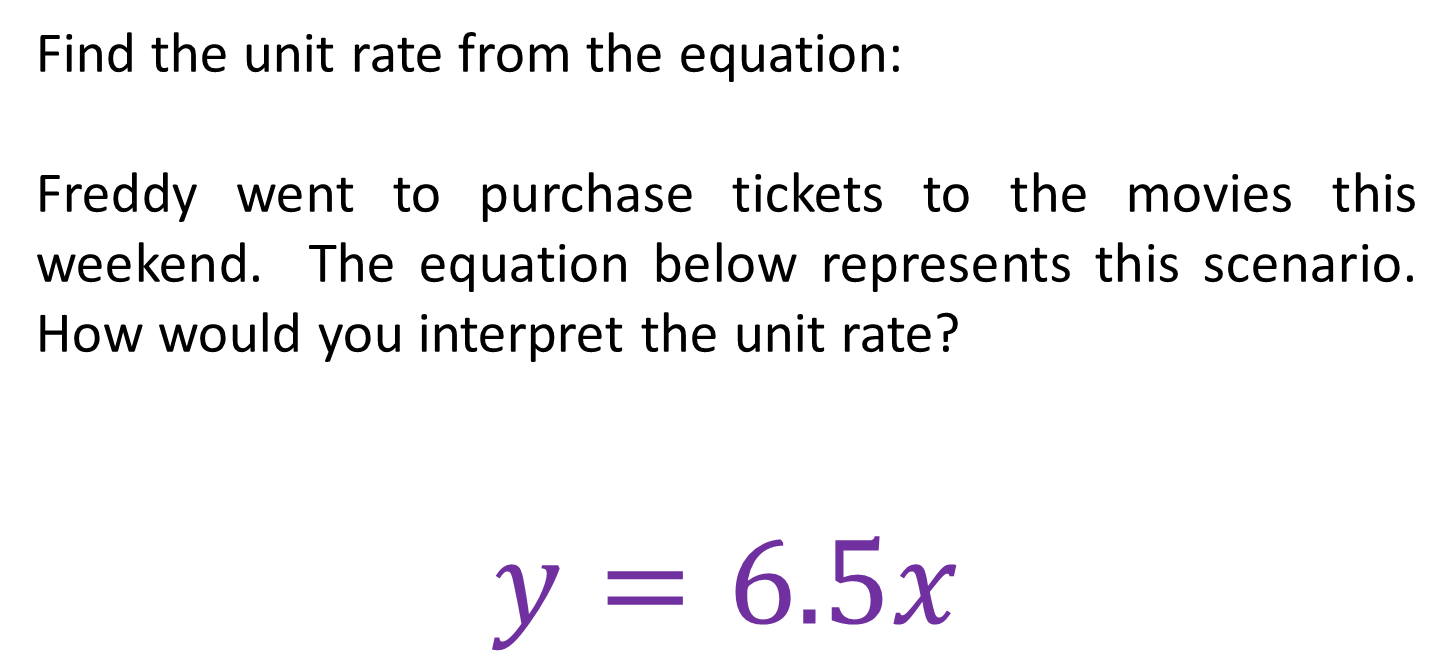 Find the unit rate from the equation:
Freddy went to purchase tickets to the movies this
weekend. The equation below represents this scenario.
How would you interpret the unit rate?
y = 6.5x